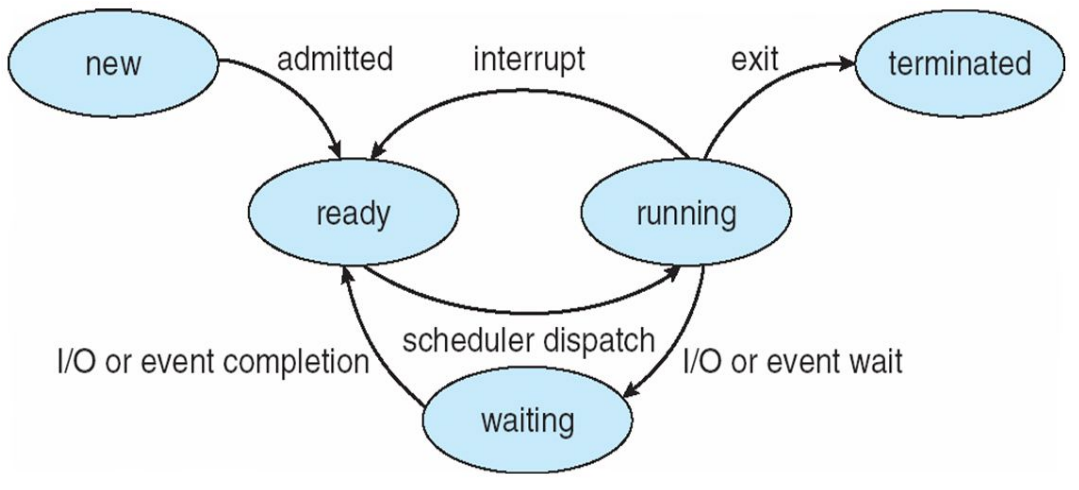 new
admitted
interrupt
exit
terminated
ready
running
scheduler dispatch
I/O or event completion
I/O or event wait
waiting